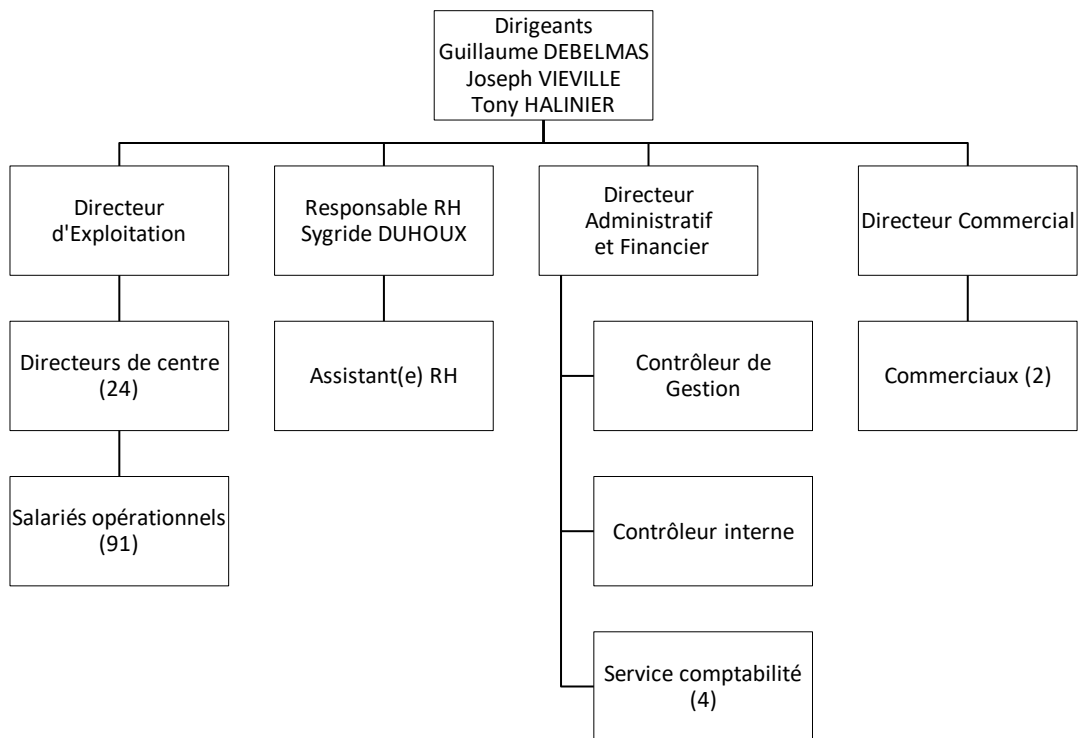 Dirigeants
Guillaume DEBELMAS
Joseph VIEVILLE
Tony HALINIER
Directeur
d'Exploitation
Responsable RH
Sygride DUHOUX
Directeur
Administratif
et Financier
Directeur Commercial
Directeurs de centre
(24)
Assistant(e) RH
Contrôleur de
Gestion
Commerciaux (2)
Salariés opérationnels
(91)
Contrôleur interne
Service comptabilité
(4)